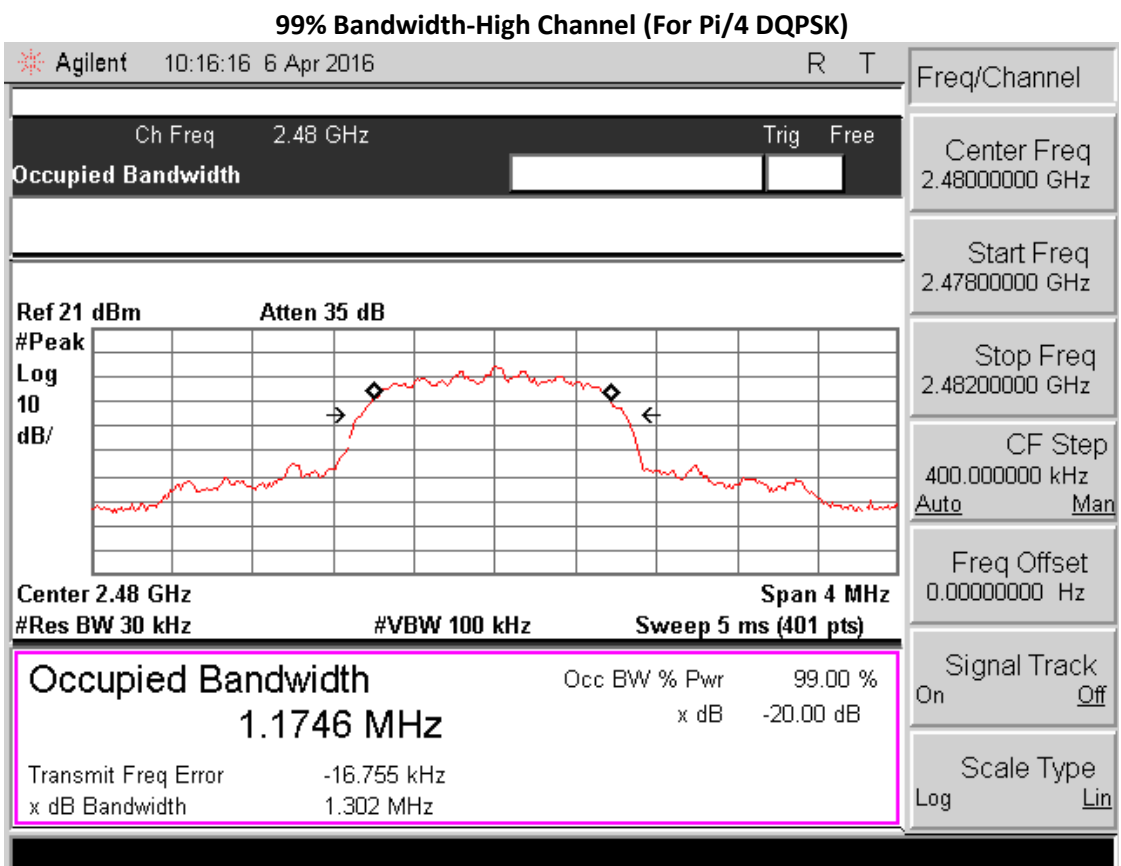 99% Bandwidth-High Channel (For Pi/4 DQPSK)
Agilent 10:16:16 6 Apr 2016 R T
Ch Freq 2.48 GHz Trig Free
Occupied Bandwidth
Ref 21 dBm Atten 35 dB
#Peak
Log
10
dB/
Center 2.48 GHz Span 4 MHz
#Res BW 30 kHz #VBW 100 kHz Sweep 5 ms (401 pts)
Occupied Bandwidth Occ BW % Pwr 99.00 %
1.1746 MHz x dB -20.00 dB
Transmit Freq Error -16.755 kHz
x dB Bandwidth 1.302 MHz
Freq/Channel
Center Freq
2.48000000 GHz
Start Freq
2.47800000 GHz
Stop Freq
2.48200000 GHz
CF Step
400.000000 kHz
Auto Man
Freq Offset
0.00000000 Hz
Signal Track
On Off
Scale Type
Log Lin